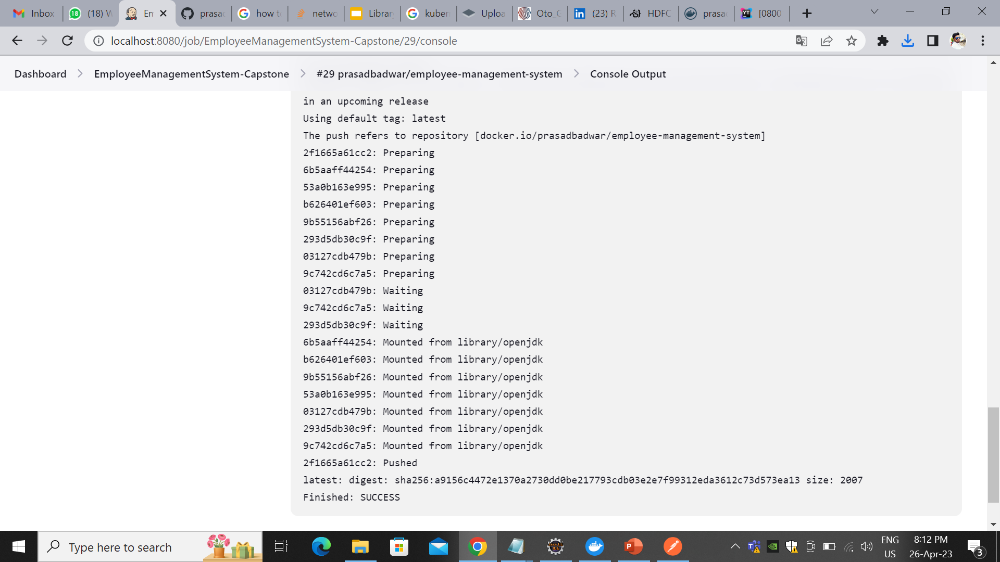 Inbox
(18) W
En
prasad
how to
netwo
Librar
kuber
Uploa
Oto_G
(23) R
HDFC
prasad
[0800
localhost:8080/job/EmployeeManagementSystem-Capstone/29/console
Dashboard
EmployeeManagementSystem-Capstone
#29 prasadbadwar/employee-management-system
Console Output
in an upcoming release
Using default tag: latest
The push refers to repository [docker.io/prasadbadwar/employee-management-system]
2f1665a61cc2: Preparing
6b5aaff44254: Preparing
53a0b163e995: Preparing
b626401ef603: Preparing
9b55156abf26: Preparing
293d5db30c9f: Preparing
03127cdb479b: Preparing
9c742cd6c7a5: Preparing
03127cdb479b: Waiting
9c742cd6c7a5: Waiting
293d5db30c9f: Waiting
6b5aaff44254: Mounted from library/openjdk
b626401ef603: Mounted from library/openjdk
9b55156abf26: Mounted from library/openjdk
53a0b163e995: Mounted from library/openjdk
03127cdb479b: Mounted from library/openjdk
293d5db30c9f: Mounted from library/openjdk
9c742cd6c7a5: Mounted from library/openjdk
2f1665a61cc2: Pushed
latest: digest: sha256:a9156c4472e1370a2730dd0be217793cdb03e2e7f99312eda3612c73d573ea13 size: 2007
Finished: SUCCESS
Type here to search
ENG
US
8:12 PM
26-Apr-23
3